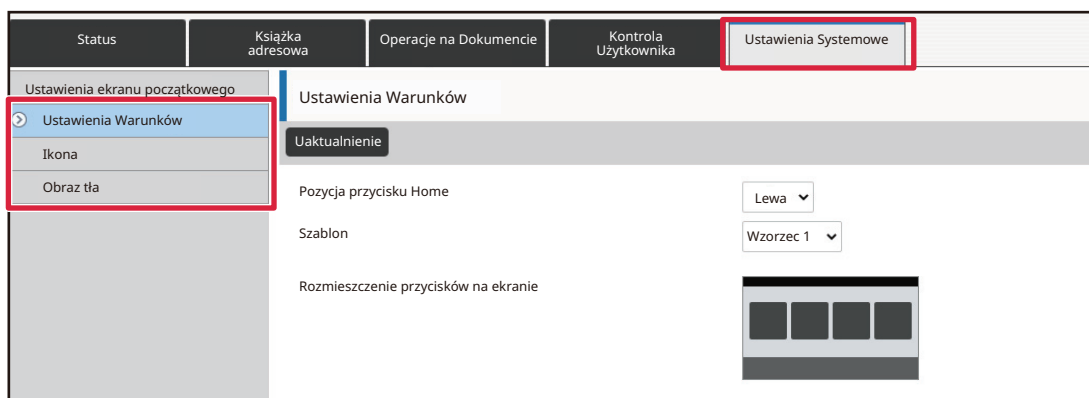 Status
Książka
adresowa
Operacje na Dokumencie
Kontrola
Użytkownika
Ustawienia Systemowe
Ustawienia ekranu początkowego
Ustawienia Warunków
Ikona
Obraz tła
Ustawienia Warunków
Uaktualnienie
Pozycja przycisku Home
Lewa
Szablon
Wzorzec 1
Rozmieszczenie przycisków na ekranie